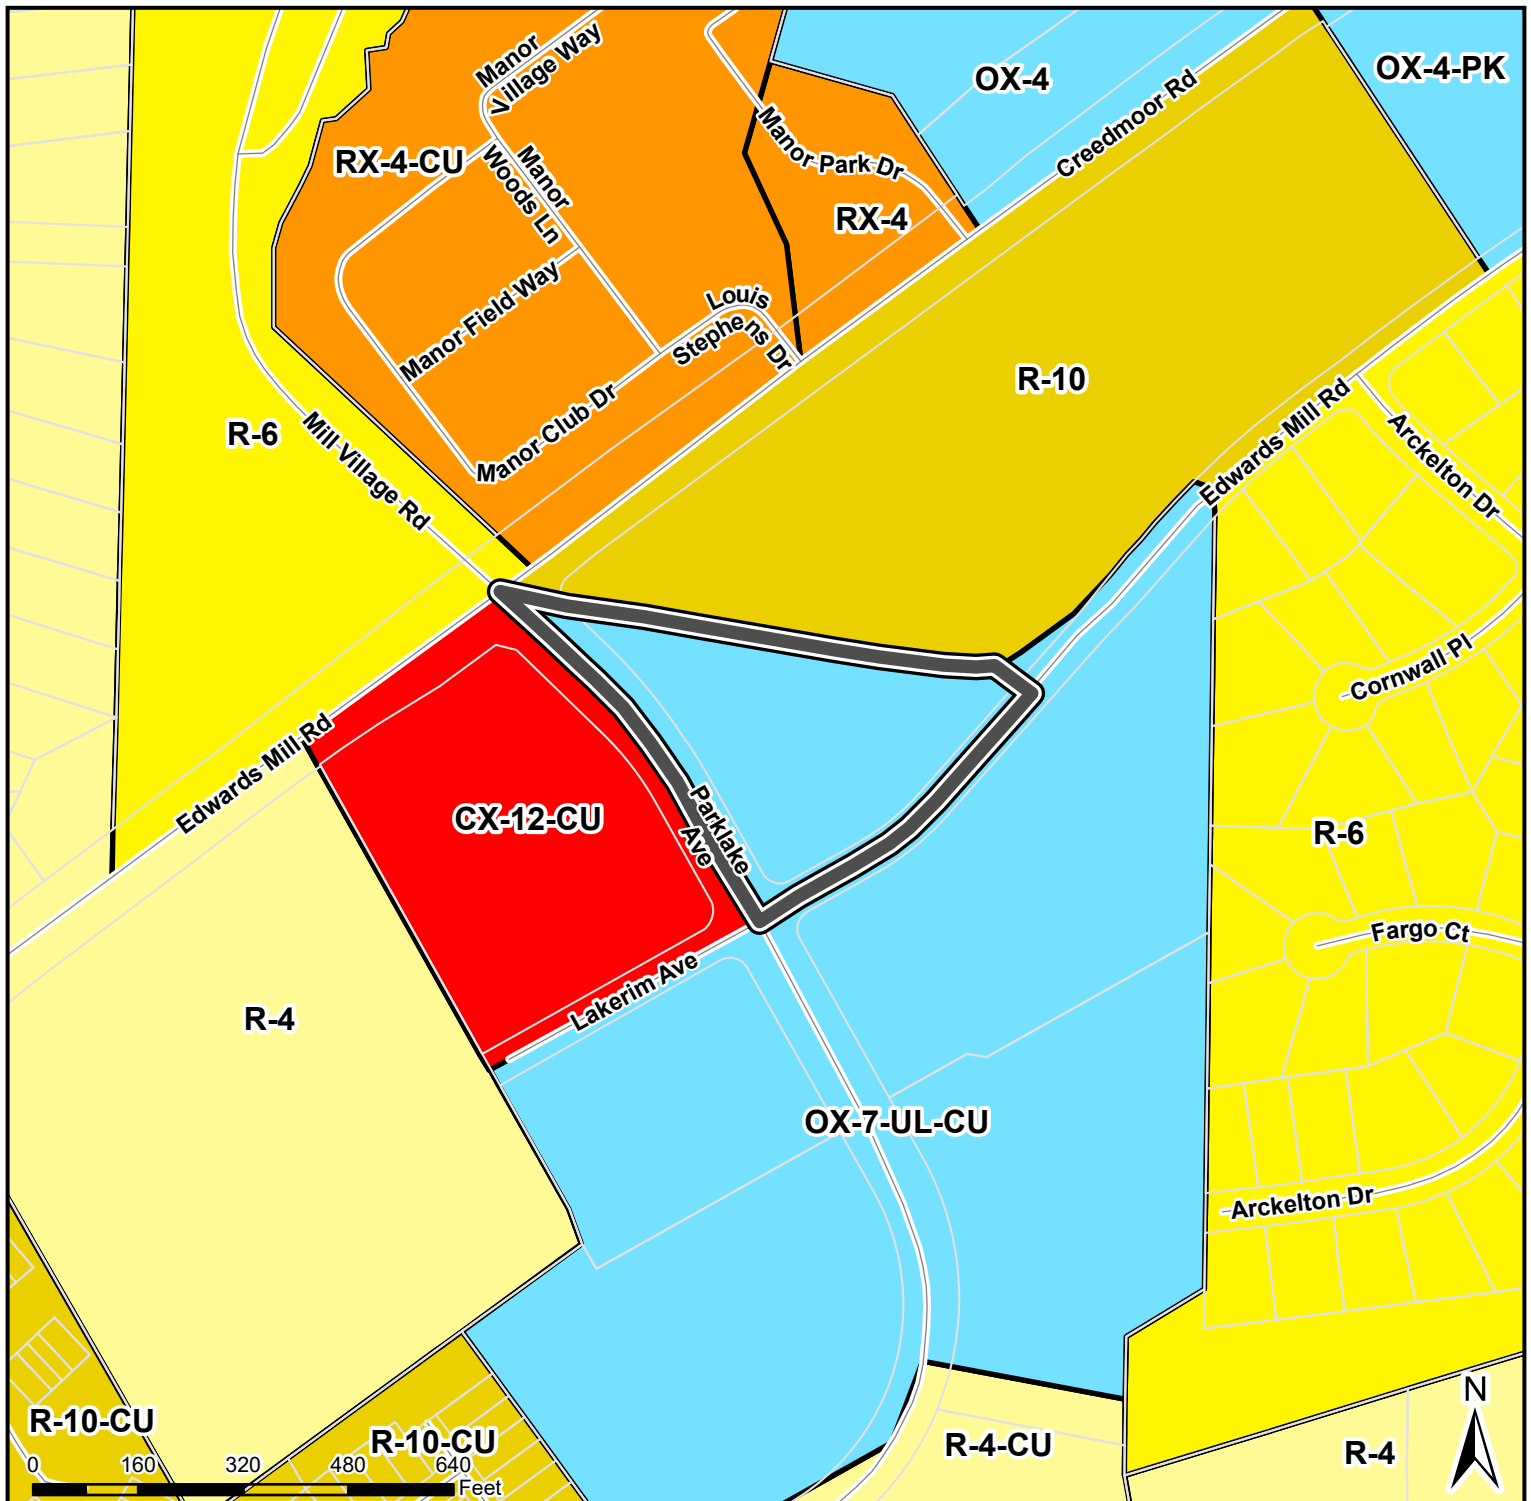 Manor
Village Way
OX-4
OX-4-PK
Creedmoor Rd
Manor Park Dr
RX-4-CU
Manor
Woods Ln
RX-4
Manor Field Way
Louis
Stephens Dr
R-10
Manor Club Dr
R-6
Mill Village Rd
Edwards Mill Rd
Arckelton Dr
Cornwall Pl
Edwards Mill Rd
CX-12-CU
Parklake
Ave
R-6
Fargo Ct
Lakerim Ave
R-4
OX-7-UL-CU
Arckelton Dr
R-10-CU
R-10-CU
R-4-CU
R-4
N
0 160 320 480 640
Feet